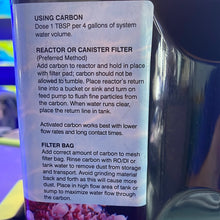 USING CARBON
Dose 1 TBSP per 4 gallons of system
water volume.
REACTOR OR CANISTER FILTER
(Preferred Method)
Add carbon to reactor and hold in place
with filter pad; carbon should not be
allowed to tumble. Place reactor's return
line into a bucket or sink and turn on
feed pump to flush fine particles from
the carbon. When water runs clear,
place the return line in tank.
Activated carbon works best with lower
flow rates and long contact times.
FILTER BAG
Add correct amount of carbon to mesh
filter bag. Rinse carbon with RO/DI or
tank water to remove dust from storage
and transport. Avoid grinding material
back and forth as this will cause more
dust. Place in high flow area of tank or
sump to maximize exposure to carbon.